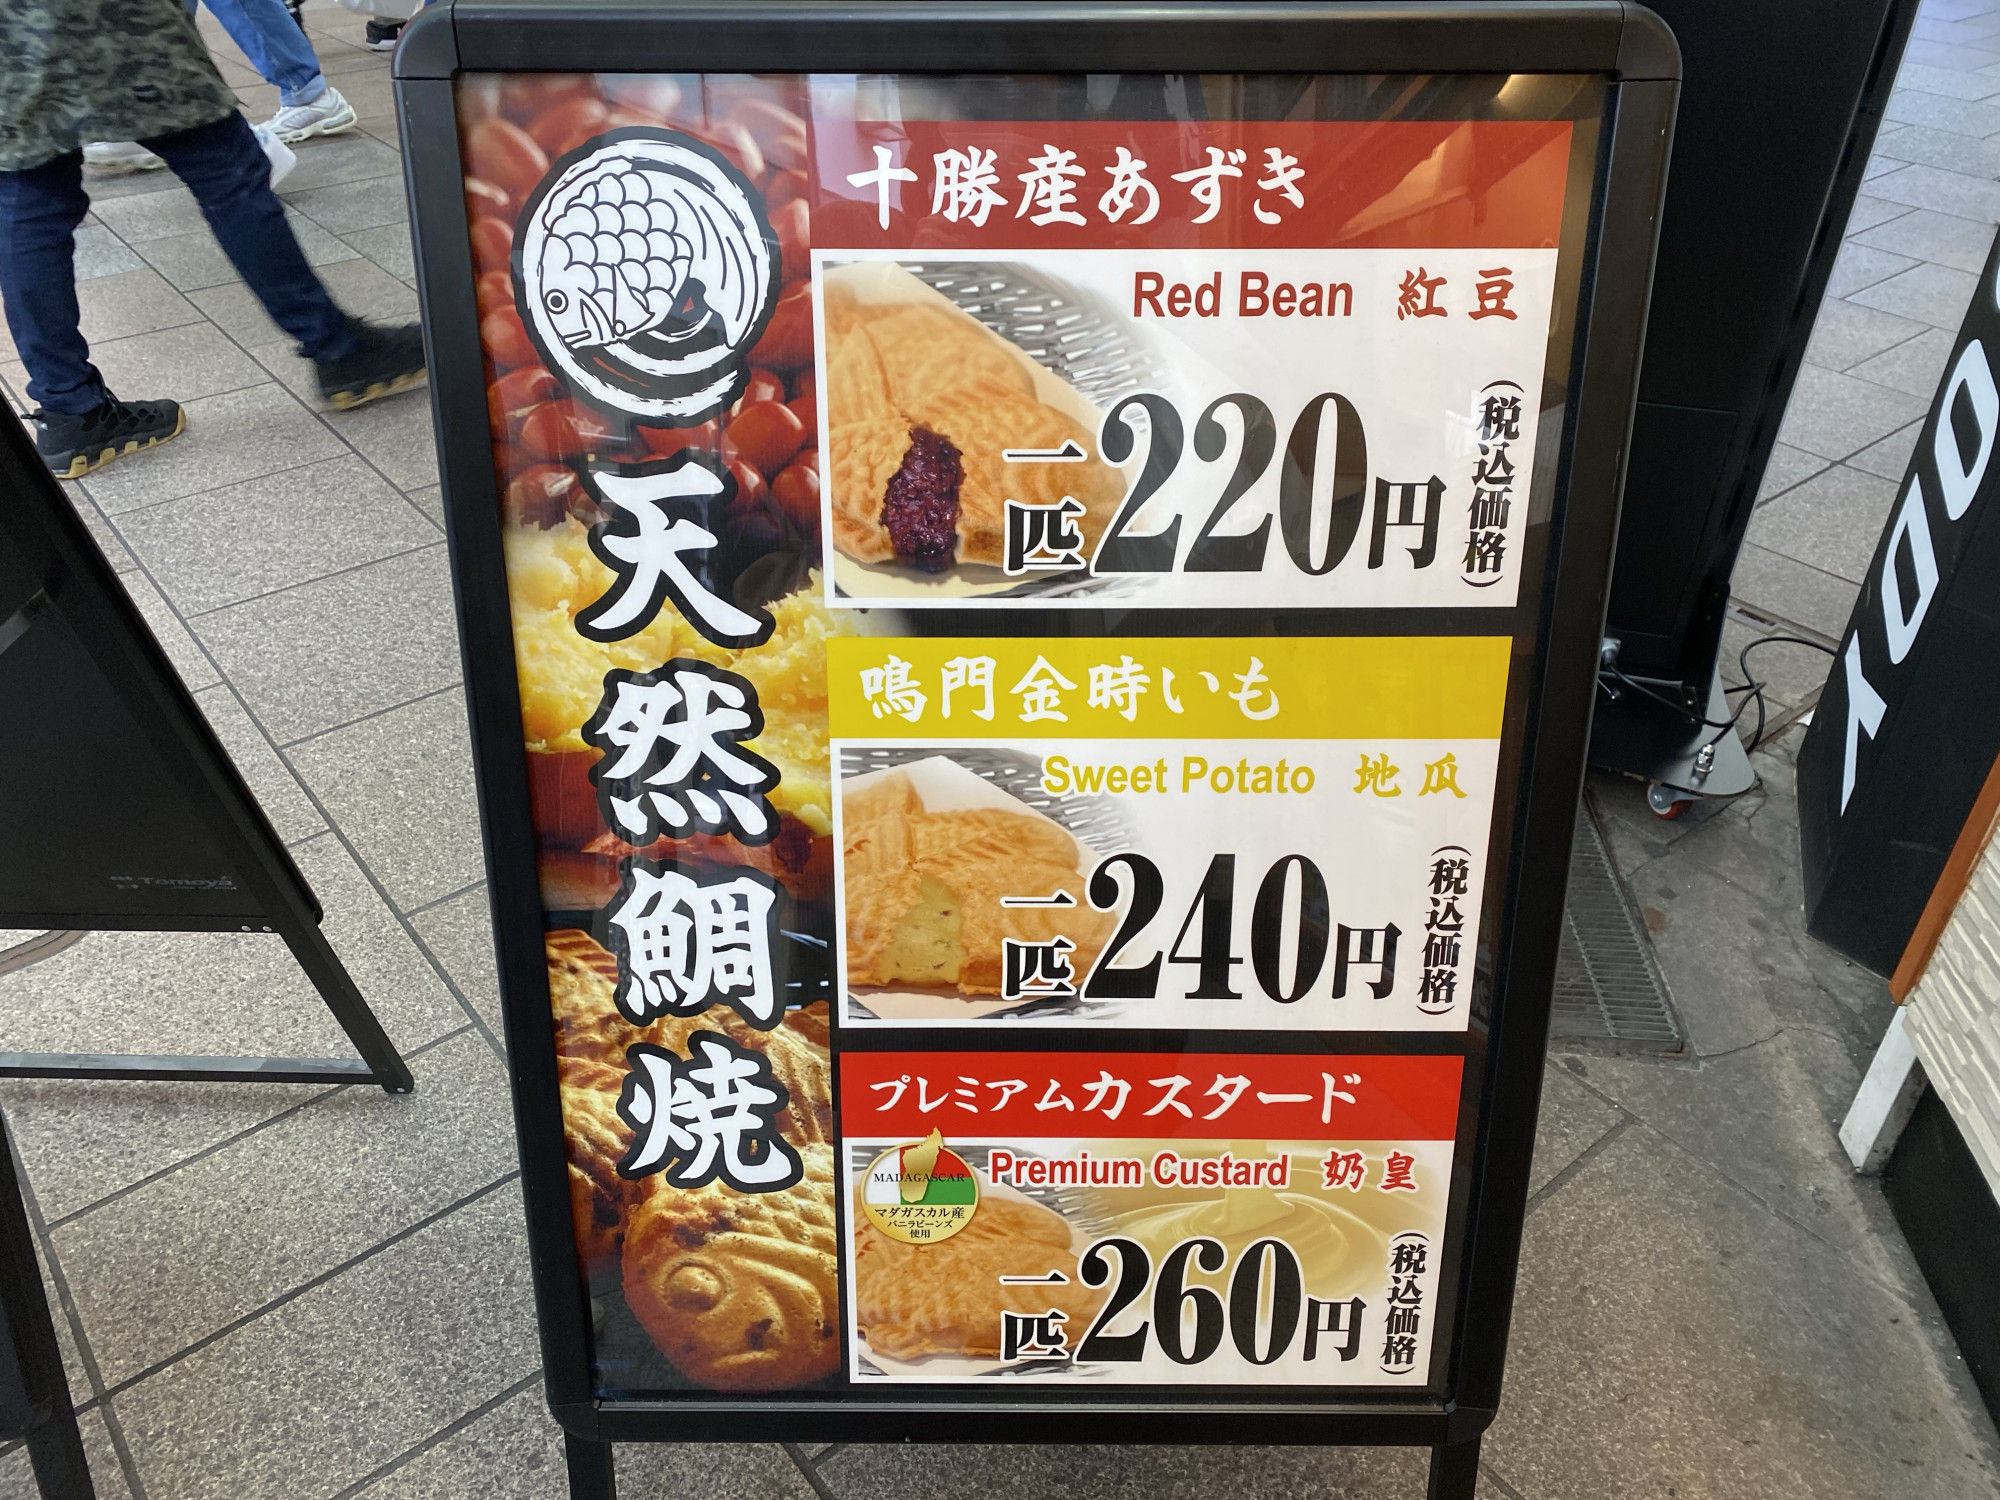 天然鯛焼
十勝産あずき
Red Bean 紅豆
一匹220円(税込価格)
鳴門金時いも
Sweet Potato 地瓜
一匹240円(税込価格)
プレミアムカスタード
Premium Custard 奶皇
MADAGASCAR
マダガスカル産
バニラビーンズ
使用
一匹260円(税込価格)
Tomoya